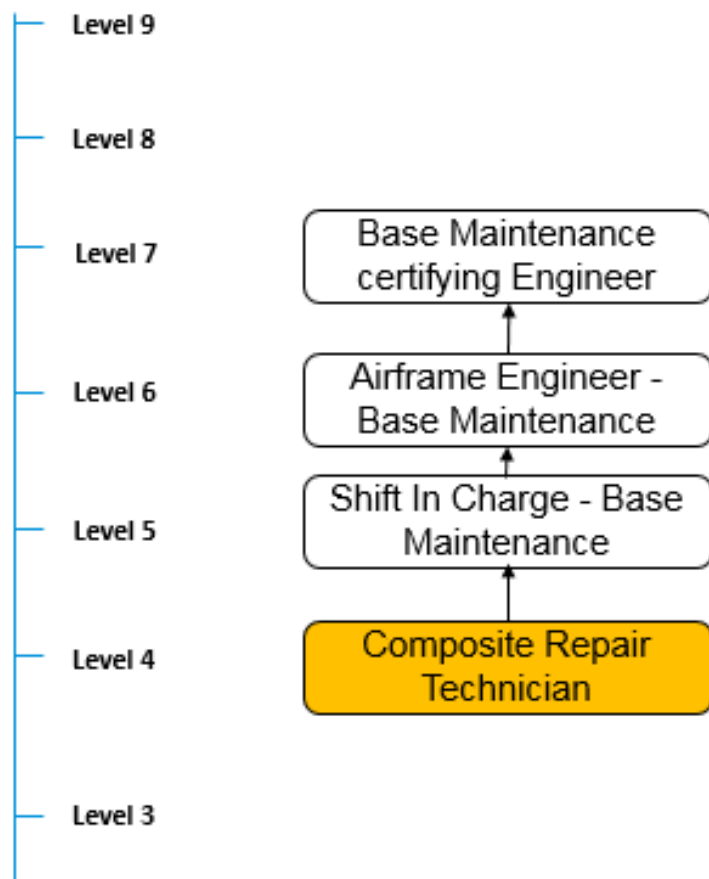 Level 9
Level 8
Level 7
Base Maintenance
certifying Engineer
Level 6
Airframe Engineer -
Base Maintenance
Level 5
Shift In Charge - Base
Maintenance
Level 4
Composite Repair
Technician
Level 3